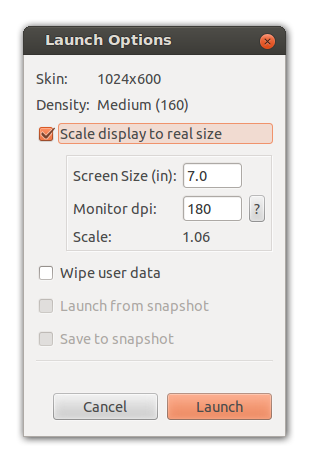 Launch Options
Skin: 1024x600
Density: Medium (160)
Scale display to real size
Screen Size (in): 7.0
Monitor dpi: 180 ?
Scale: 1.06
Wipe user data
Launch from snapshot
Save to snapshot
Cancel Launch